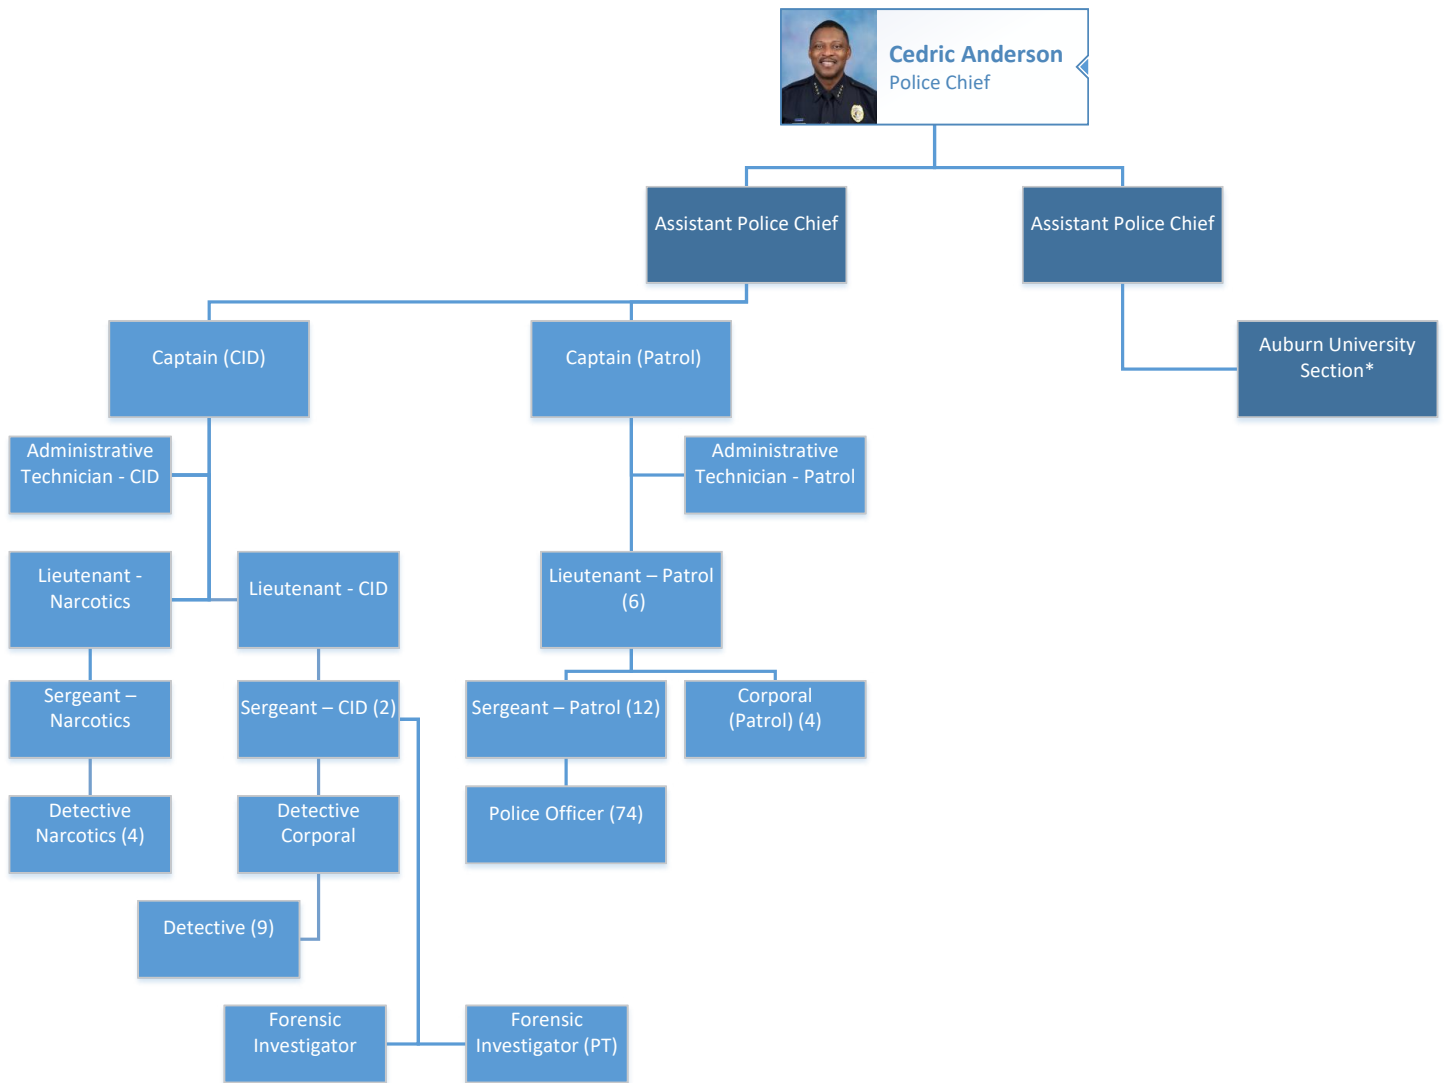 Cedric Anderson
Police Chief
Assistant Police Chief
Assistant Police Chief
Auburn University
Section*
Captain (CID)
Captain (Patrol)
Administrative
Technician - CID
Administrative
Technician - Patrol
Lieutenant -
Narcotics
Lieutenant - CID
Lieutenant – Patrol
(6)
Sergeant –
Narcotics
Sergeant – CID (2)
Sergeant – Patrol (12)
Corporal
(Patrol) (4)
Detective
Narcotics (4)
Detective
Corporal
Police Officer (74)
Detective (9)
Forensic
Investigator
Forensic
Investigator (PT)